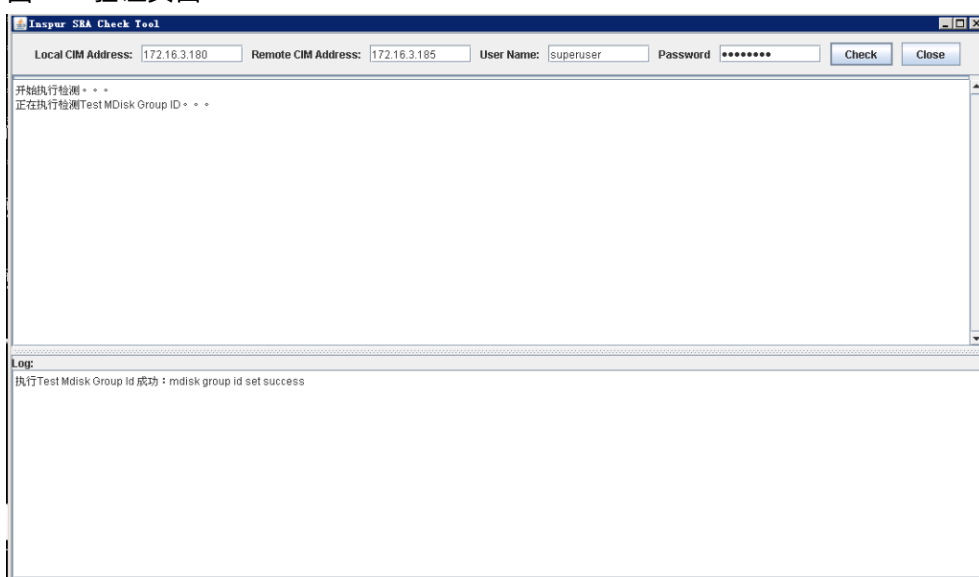 Inspur SRA Check Tool
Local CIM Address: 172.16.3.180 Remote CIM Address: 172.16.3.185 User Name: superuser Password ●●●●●●●● Check Close
开始执行检测。。。
正在执行检测Test MDisk Group ID。。。
Log:
执行Test Mdisk Group Id 成功：mdisk group id set success